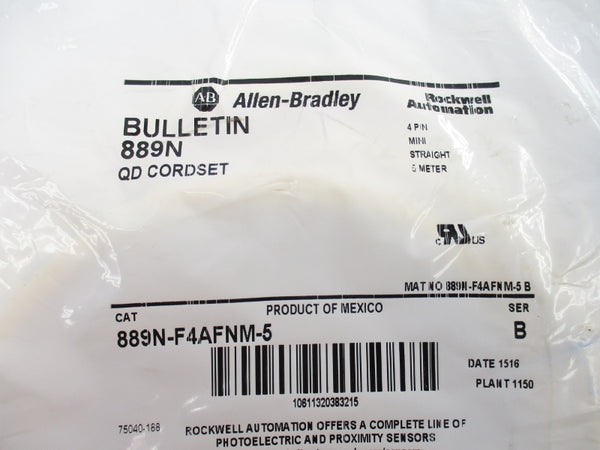 AB Allen-Bradley
Rockwell
Automation
BULLETIN
889N
QD CORDSET
4 PIN
MINI
STRAIGHT
5 METER
c US
MAT NO 889N-F4AFNM-5 B
CAT
PRODUCT OF MEXICO
SER
889N-F4AFNM-5
B
DATE 1516
PLANT 1150
10611320383215
75040-168
ROCKWELL AUTOMATION OFFERS A COMPLETE LINE OF
PHOTOELECTRIC AND PROXIMITY SENSORS